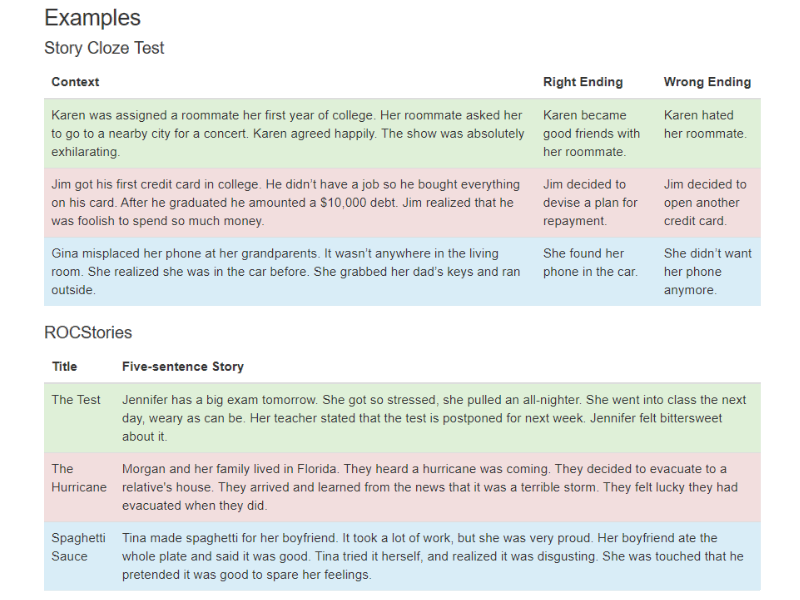 Examples
Story Cloze Test
Context Right Ending Wrong Ending
Karen was assigned a roommate her first year of college. Her roommate asked her
to go to a nearby city for a concert. Karen agreed happily. The show was absolutely
exhilarating.
Karen became
good friends with
her roommate.
Karen hated
her roommate.
Jim got his first credit card in college. He didn’t have a job so he bought everything
on his card. After he graduated he amounted a $10,000 debt. Jim realized that he
was foolish to spend so much money.
Jim decided to
devise a plan for
repayment.
Jim decided to
open another
credit card.
Gina misplaced her phone at her grandparents. It wasn’t anywhere in the living
room. She realized she was in the car before. She grabbed her dad’s keys and ran
outside.
She found her
phone in the car.
She didn’t want
her phone
anymore.
ROCStories
Title Five-sentence Story
The Test
Jennifer has a big exam tomorrow. She got so stressed, she pulled an all-nighter. She went into class the next
day, weary as can be. Her teacher stated that the test is postponed for next week. Jennifer felt bittersweet
about it.
The
Hurricane
Morgan and her family lived in Florida. They heard a hurricane was coming. They decided to evacuate to a
relative's house. They arrived and learned from the news that it was a terrible storm. They felt lucky they had
evacuated when they did.
Spaghetti
Sauce
Tina made spaghetti for her boyfriend. It took a lot of work, but she was very proud. Her boyfriend ate the
whole plate and said it was good. Tina tried it herself, and realized it was disgusting. She was touched that he
pretended it was good to spare her feelings.